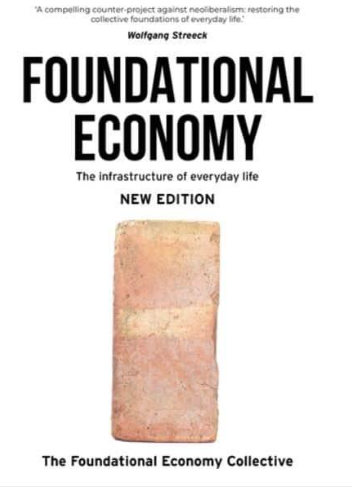 'A compelling counter-project against neoliberalism: restoring the
collective foundations of everyday life.'
Wolfgang Streeck
FOUNDATIONAL
ECONOMY
The infrastructure of everyday life
NEW EDITION
The Foundational Economy Collective